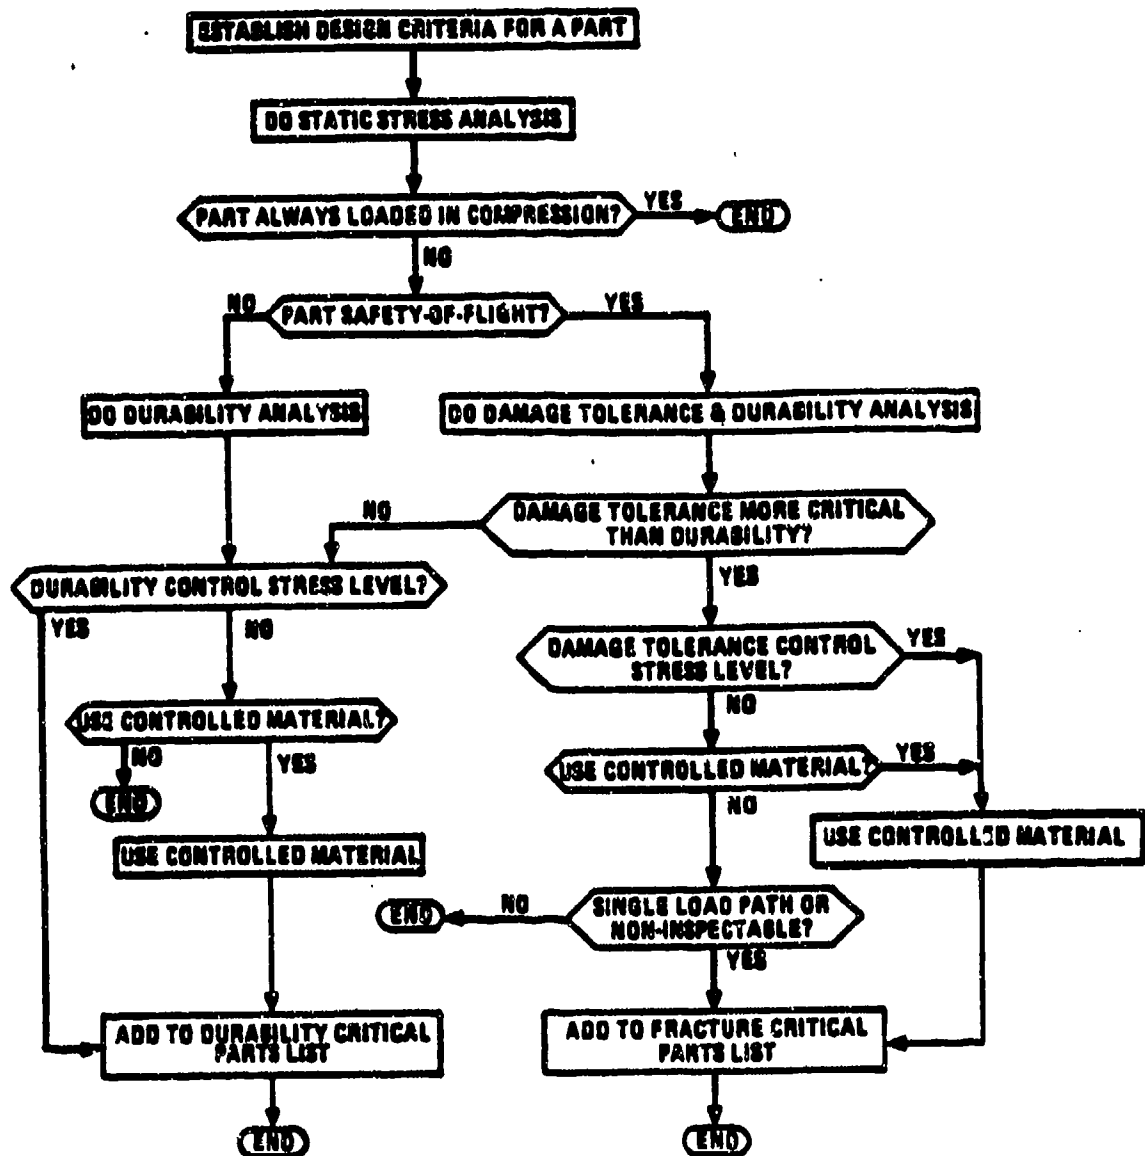 ESTABLISH DESIGN CRITERIA FOR A PART
DO STATIC STRESS ANALYSIS
PART ALWAYS LOADED IN COMPRESSION?
YES
END
NO
NO
PART SAFETY-OF-FLIGHT?
YES
DO DURABILITY ANALYSIS
DO DAMAGE TOLERANCE & DURABILITY ANALYSIS
NO
DAMAGE TOLERANCE MORE CRITICAL
THAN DURABILITY?
YES
DURABILITY CONTROL STRESS LEVEL?
YES
NO
DAMAGE TOLERANCE CONTROL
STRESS LEVEL?
YES
NO
USE CONTROLLED MATERIAL?
NO
YES
END
USE CONTROLLED MATERIAL?
YES
NO
USE CONTROLLED MATERIAL
USE CONTROLLED MATERIAL
END
NO
SINGLE LOAD PATH OR
NON-INSPECTABLE?
YES
ADD TO DURABILITY CRITICAL
PARTS LIST
ADD TO FRACTURE CRITICAL
PARTS LIST
END
END